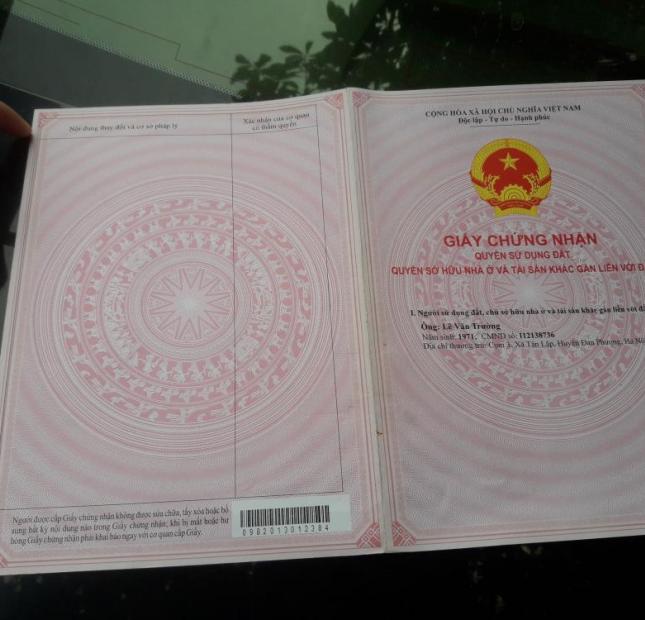 Nội dung thay đổi và cơ sở pháp lý
Xác nhận của cơ quan
có thẩm quyền
Người được cấp Giấy chứng nhận không được sửa chữa, tẩy xóa hoặc bổ
sung bất kỳ nội dung nào trong Giấy chứng nhận; khi bị mất hoặc hư
hỏng Giấy chứng nhận phải khai báo ngay với cơ quan cấp Giấy.
0982013012384
CỘNG HÒA XÃ HỘI CHỦ NGHĨA VIỆT NAM
Độc lập - Tự do - Hạnh phúc
GIẤY CHỨNG NHẬN
QUYỀN SỬ DỤNG ĐẤT,
QUYỀN SỞ HỮU NHÀ Ở VÀ TÀI SẢN KHÁC GẮN LIỀN VỚI Đ
I. Người sử dụng đất, chủ sở hữu nhà ở và tài sản khác gắn liền với đ
Ông: Lê Văn Trường
Năm sinh: 1971, CMND số: 112138736
Địa chỉ thường trú: Cụm 3, Xã Tân Lập, Huyện Đan Phượng, Hà Nộ